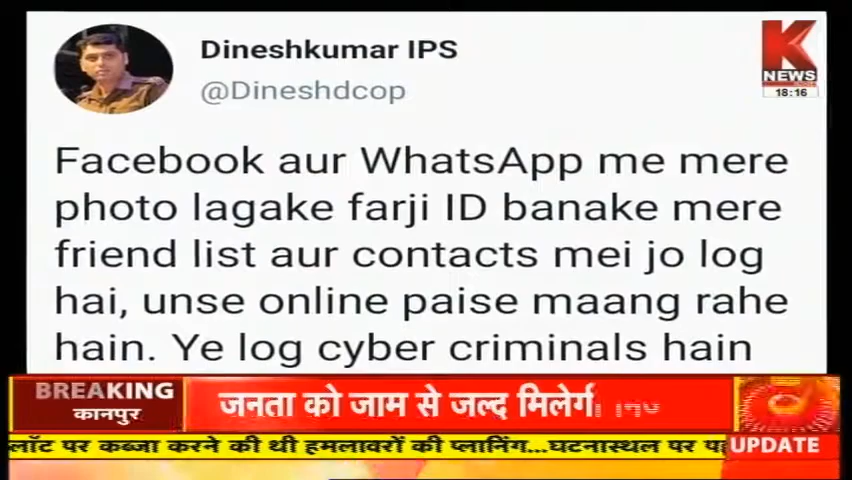 Dineshkumar IPS
@Dineshdcop
K
NEWS
18:16
Facebook aur WhatsApp me mere
photo lagake farji ID banake mere
friend list aur contacts mei jo log
hai, unse online paise maang rahe
hain. Ye log cyber criminals hain
BREAKING
कानपुर
जनता को जाम से जल्द
पर कब्जा करने की थी हमलावरों की प्लानिंग...घटनास्थल पर
UPDATE